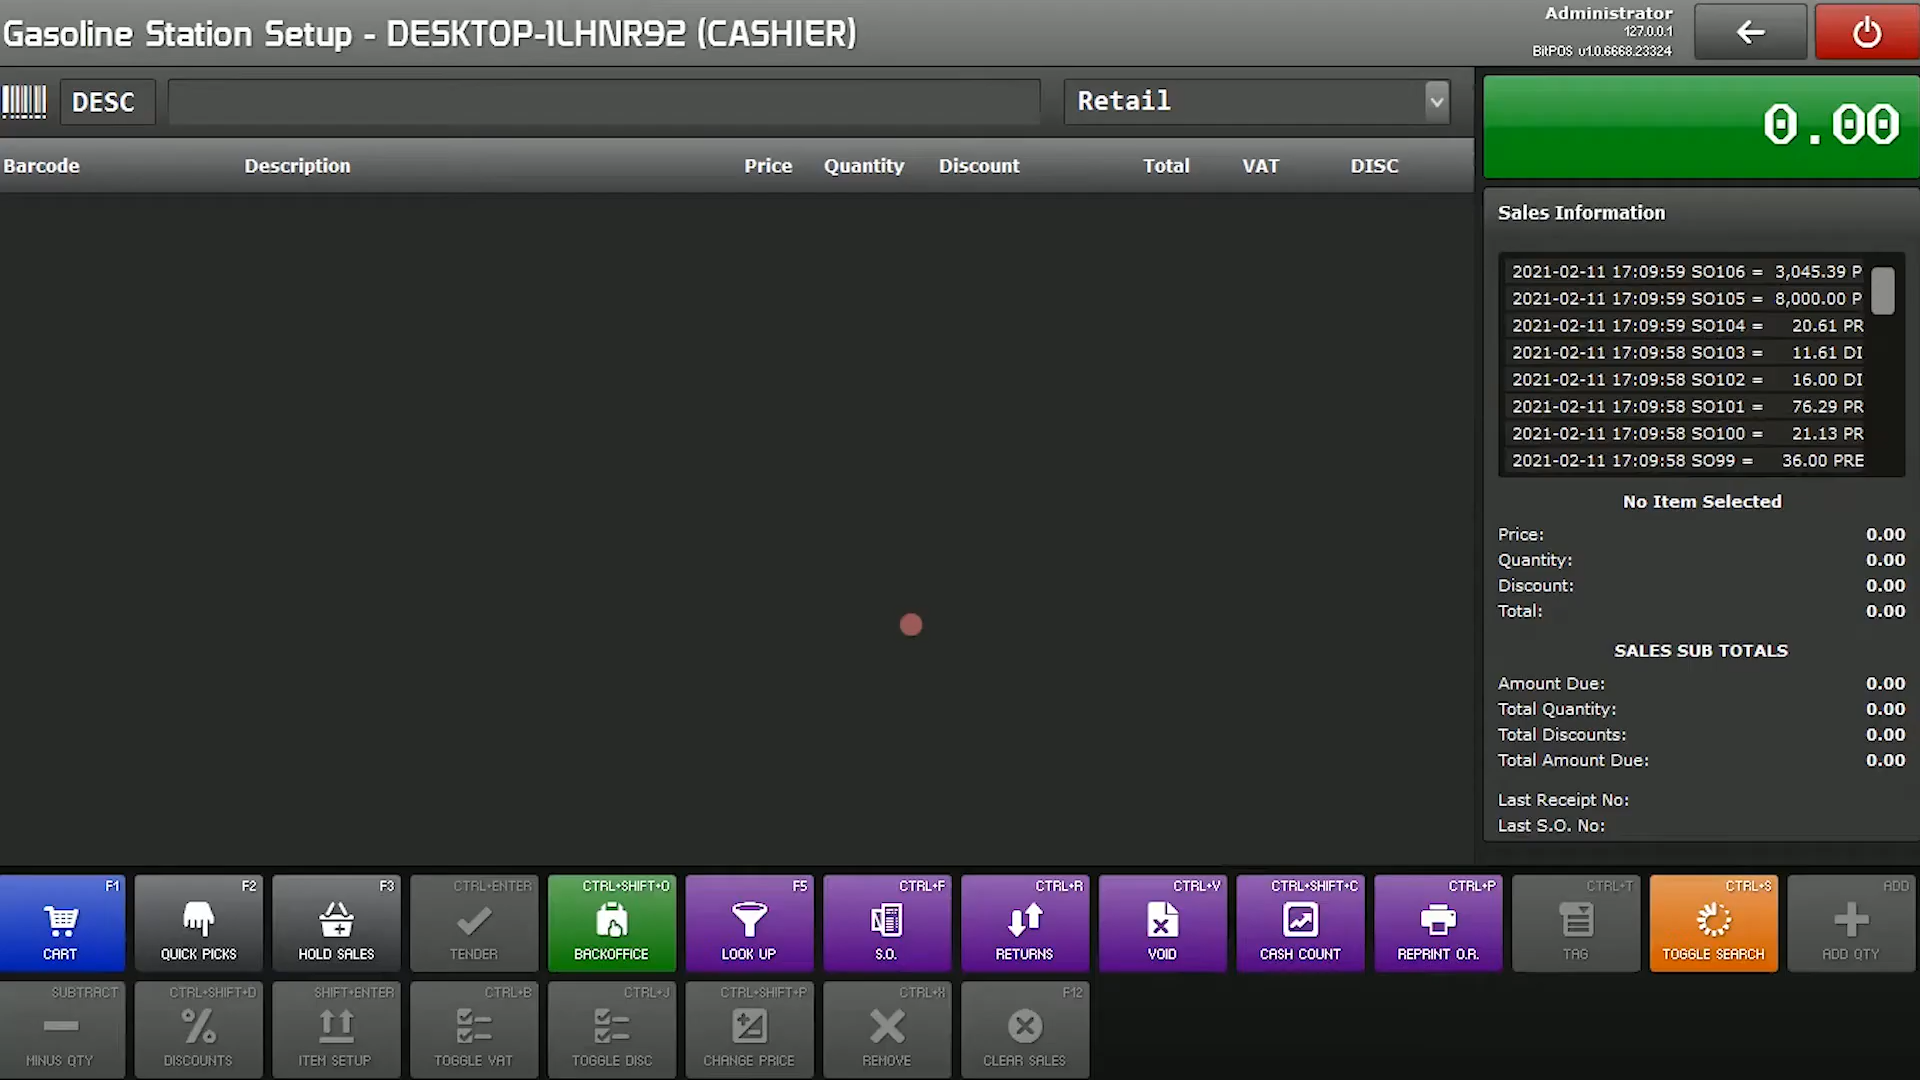 Gasoline Station Setup - DESKTOP-1LHNR92 (CASHIER)
Administrator
127.0.0.1
BitPOS v1.0.6668.23324
DESC
Retail
0.00
Barcode Description Price Quantity Discount Total VAT DISC
Sales Information
2021-02-11 17:09:59 SO106 = 3,045.39 P
2021-02-11 17:09:59 SO105 = 8,000.00 P
2021-02-11 17:09:59 SO104 = 20.61 PR
2021-02-11 17:09:58 SO103 = 11.61 DI
2021-02-11 17:09:58 SO102 = 16.00 DI
2021-02-11 17:09:58 SO101 = 76.29 PR
2021-02-11 17:09:58 SO100 = 21.13 PR
2021-02-11 17:09:58 SO99 = 36.00 PRE
No Item Selected
Price: 0.00
Quantity: 0.00
Discount: 0.00
Total: 0.00
SALES SUB TOTALS
Amount Due: 0.00
Total Quantity: 0.00
Total Discounts: 0.00
Total Amount Due: 0.00
Last Receipt No:
Last S.O. No:
F1 F2 F3 CTRL+ENTER CTRL+SHIFT+O F5 CTRL+F CTRL+R CTRL+V CTRL+SHIFT+C CTRL+P CTRL+T CTRL+S ADD
CART QUICK PICKS HOLD SALES TENDER BACKOFFICE LOOK UP S.O. RETURNS VOID CASH COUNT REPRINT O.R. TAG TOGGLE SEARCH ADD QTY
SUBTRACT CTRL+SHIFT+D SHIFT+ENTER CTRL+B CTRL+J CTRL+SHIFT+P CTRL+X F12
MINUS QTY DISCOUNTS ITEM SETUP TOGGLE VAT TOGGLE DISC CHANGE PRICE REMOVE CLEAR SALES